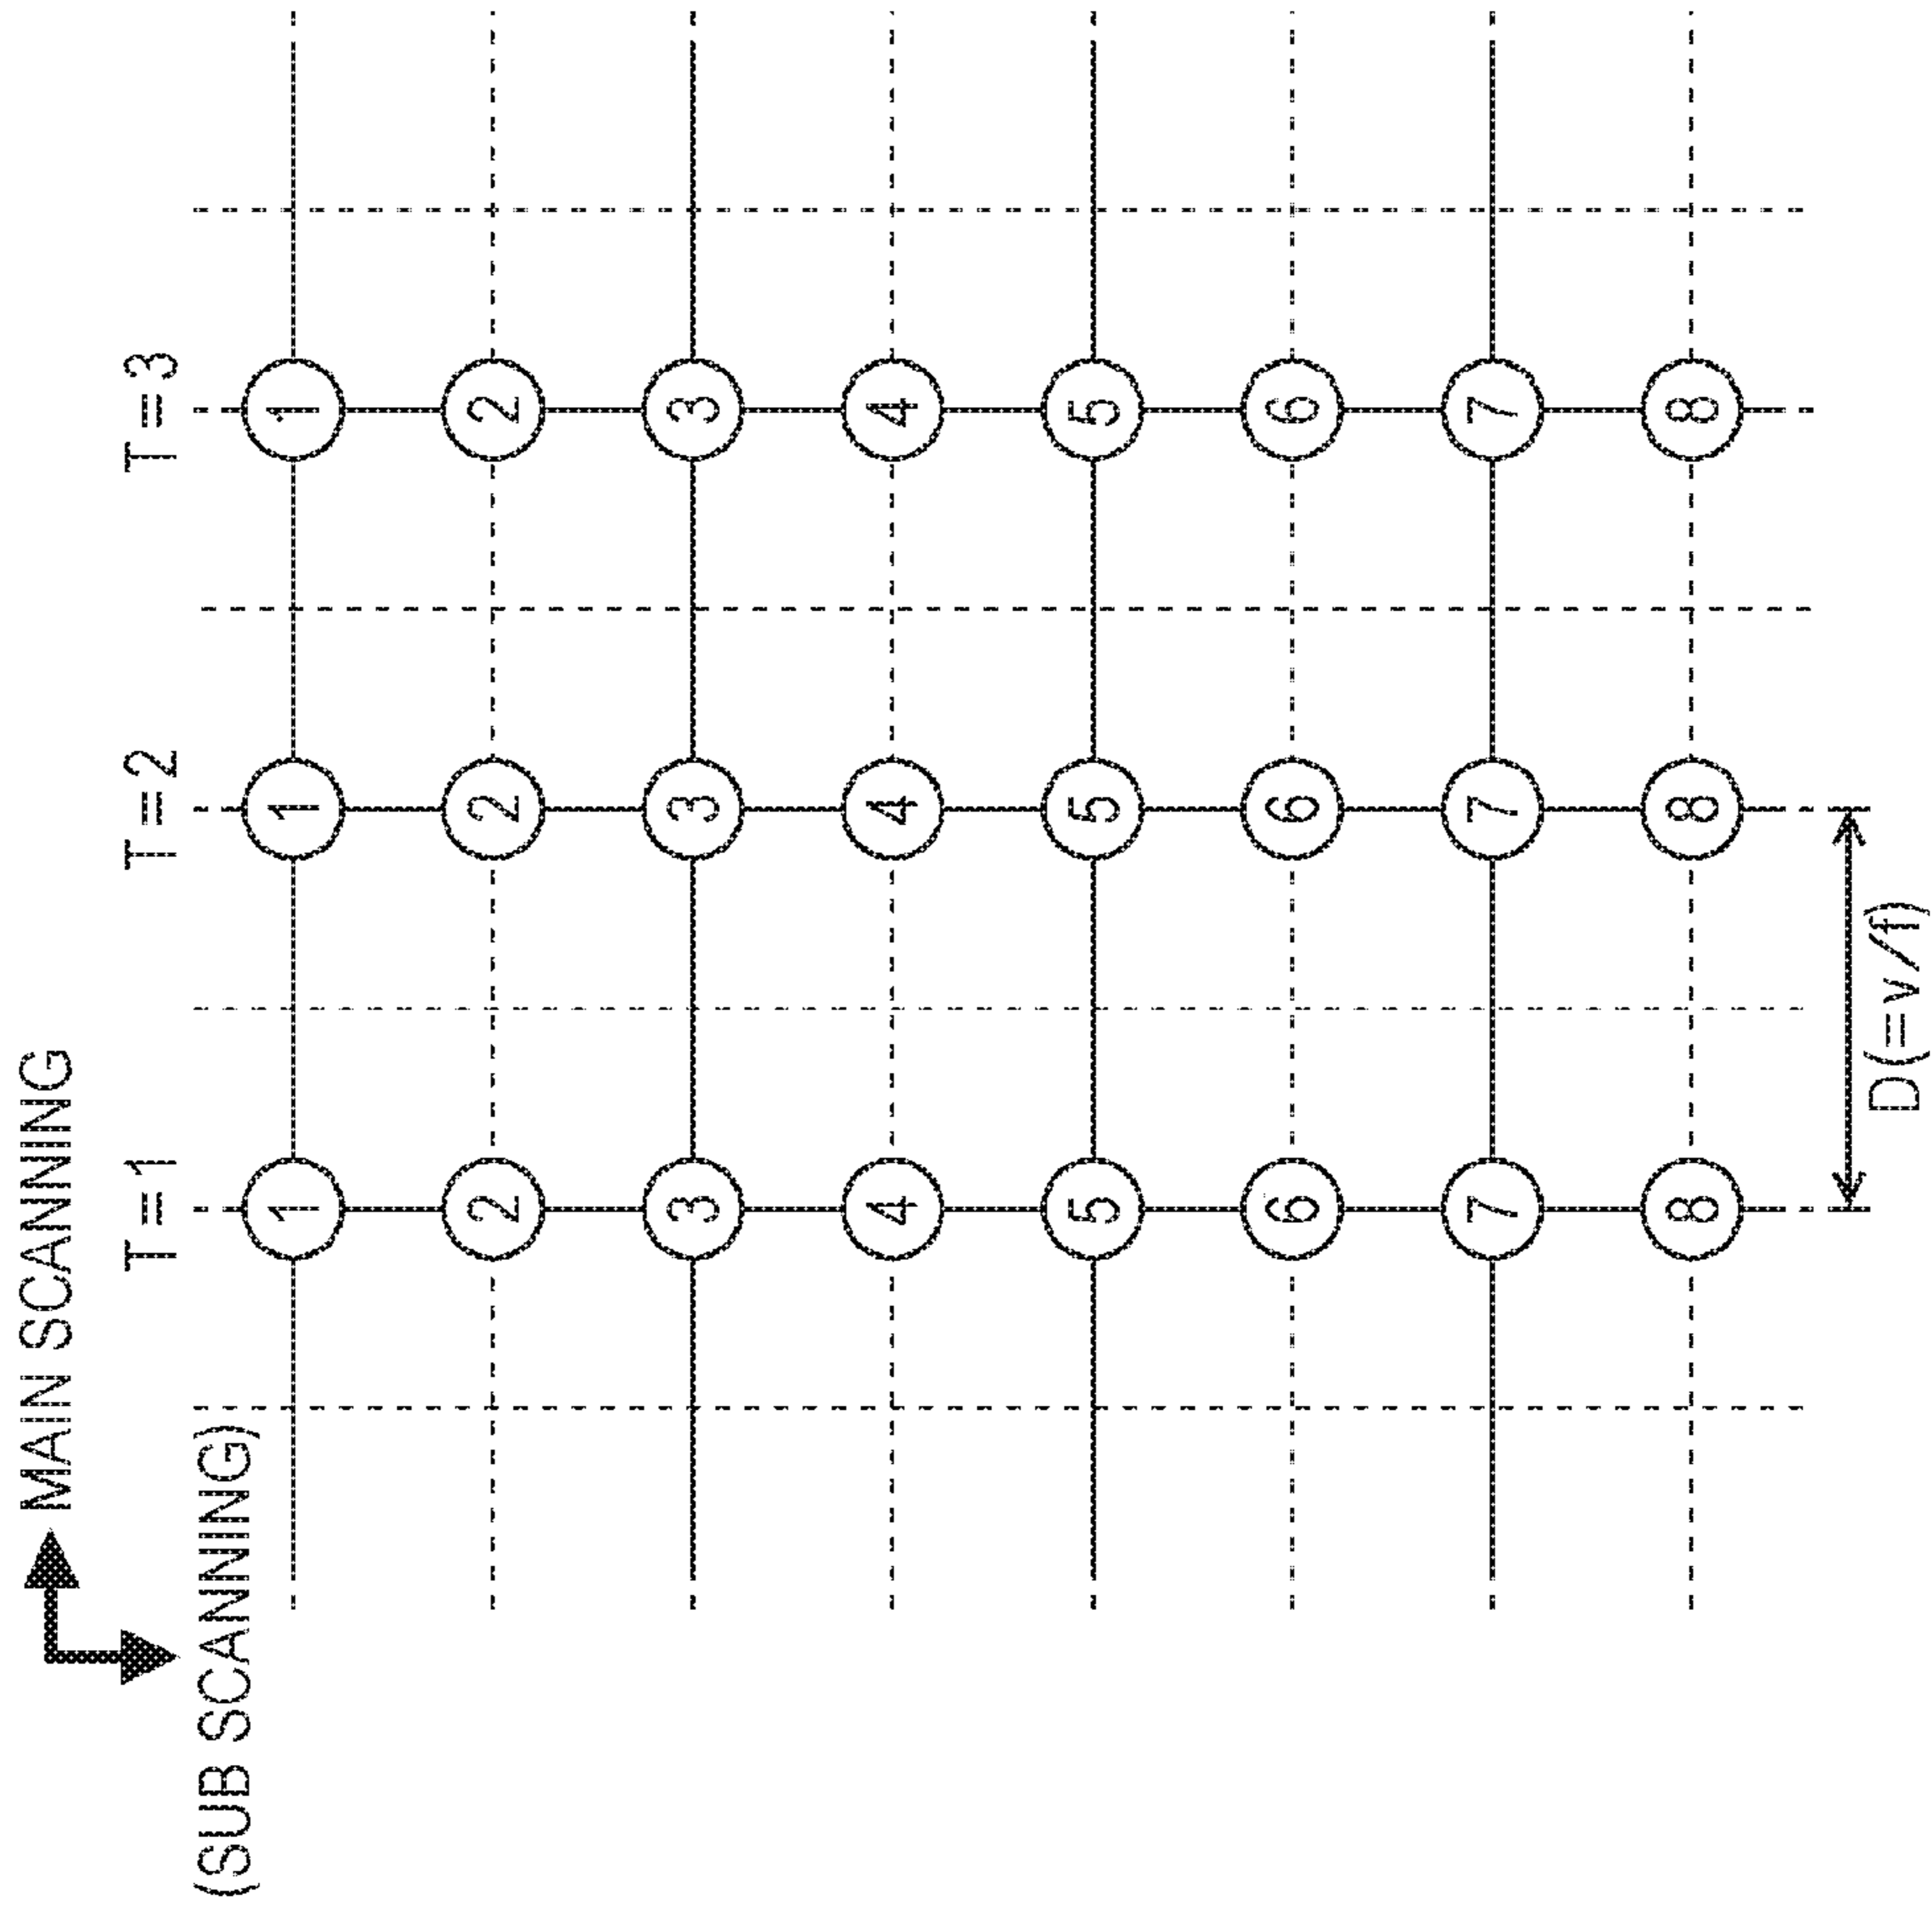 MAIN SCANNING
T=1 T=2 T=3
(SUB SCANNING)
1 1 1
2 2 2
3 3 3
4 4 4
5 5 5
6 6 6
7 7 7
8 8 8
D(=v/f)